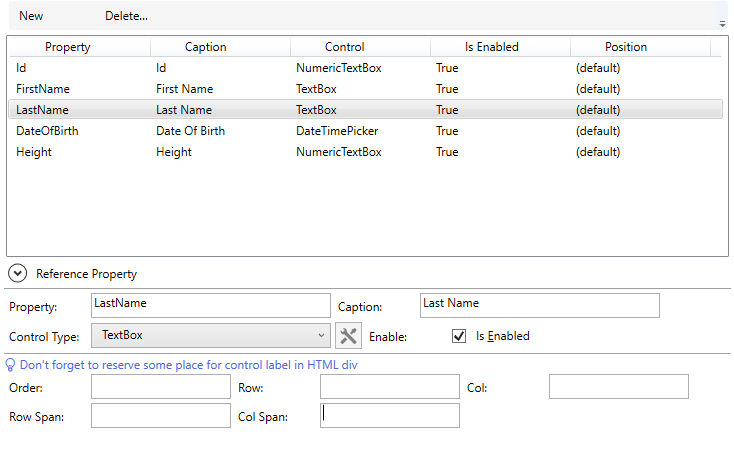 New Delete...
Property Caption Control Is Enabled Position
Id Id NumericTextBox True (default)
FirstName First Name TextBox True (default)
LastName Last Name TextBox True (default)
DateOfBirth Date Of Birth DateTimePicker True (default)
Height Height NumericTextBox True (default)
Reference Property
Property: LastName Caption: Last Name
Control Type: TextBox Enable: Is Enabled
Don't forget to reserve some place for control label in HTML div
Order: Row: Col:
Row Span: Col Span: